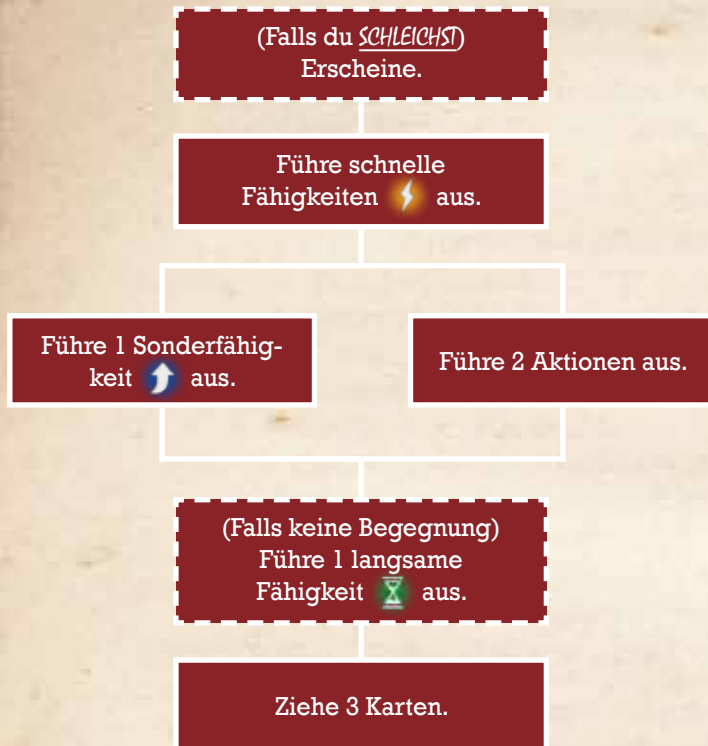 (Falls du SCHLEICHST)
Erscheine.
Führe schnelle
Fähigkeiten aus.
Führe 1 Sonderfähig-
keit aus.
Führe 2 Aktionen aus.
(Falls keine Begegnung)
Führe 1 langsame
Fähigkeit aus.
Ziehe 3 Karten.